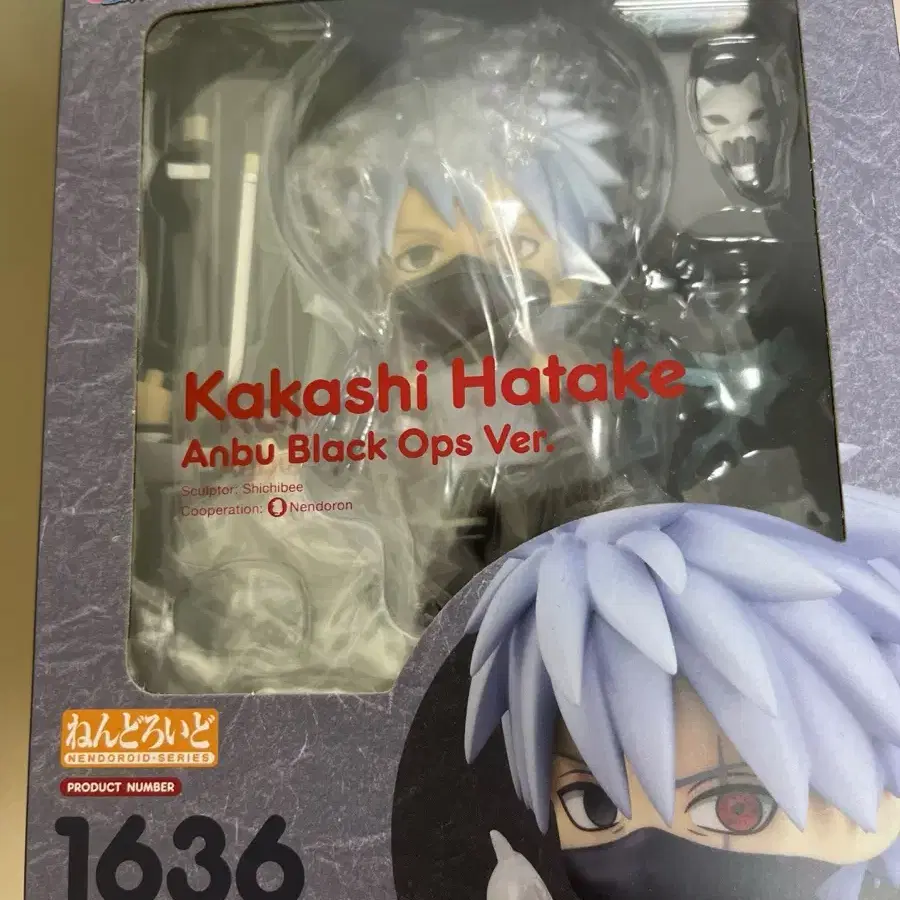 Kakashi Hatake
Anbu Black Ops Ver.
Sculptor: Shichibee
Cooperation: Nendoron
ねんどろいど
NENDOROID-SERIES
PRODUCT NUMBER
1636